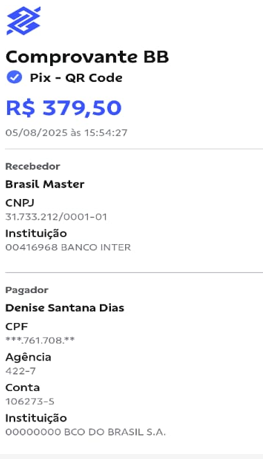 Comprovante BB
Pix - QR Code
R$ 379,50
05/08/2025 às 15:54:27
Recebedor
Brasil Master
CNPJ
31.733.212/0001-01
Instituição
00416968 BANCO INTER
Pagador
Denise Santana Dias
CPF
***.761.708.**
Agência
422-7
Conta
106273-5
Instituição
00000000 BCO DO BRASIL S.A.